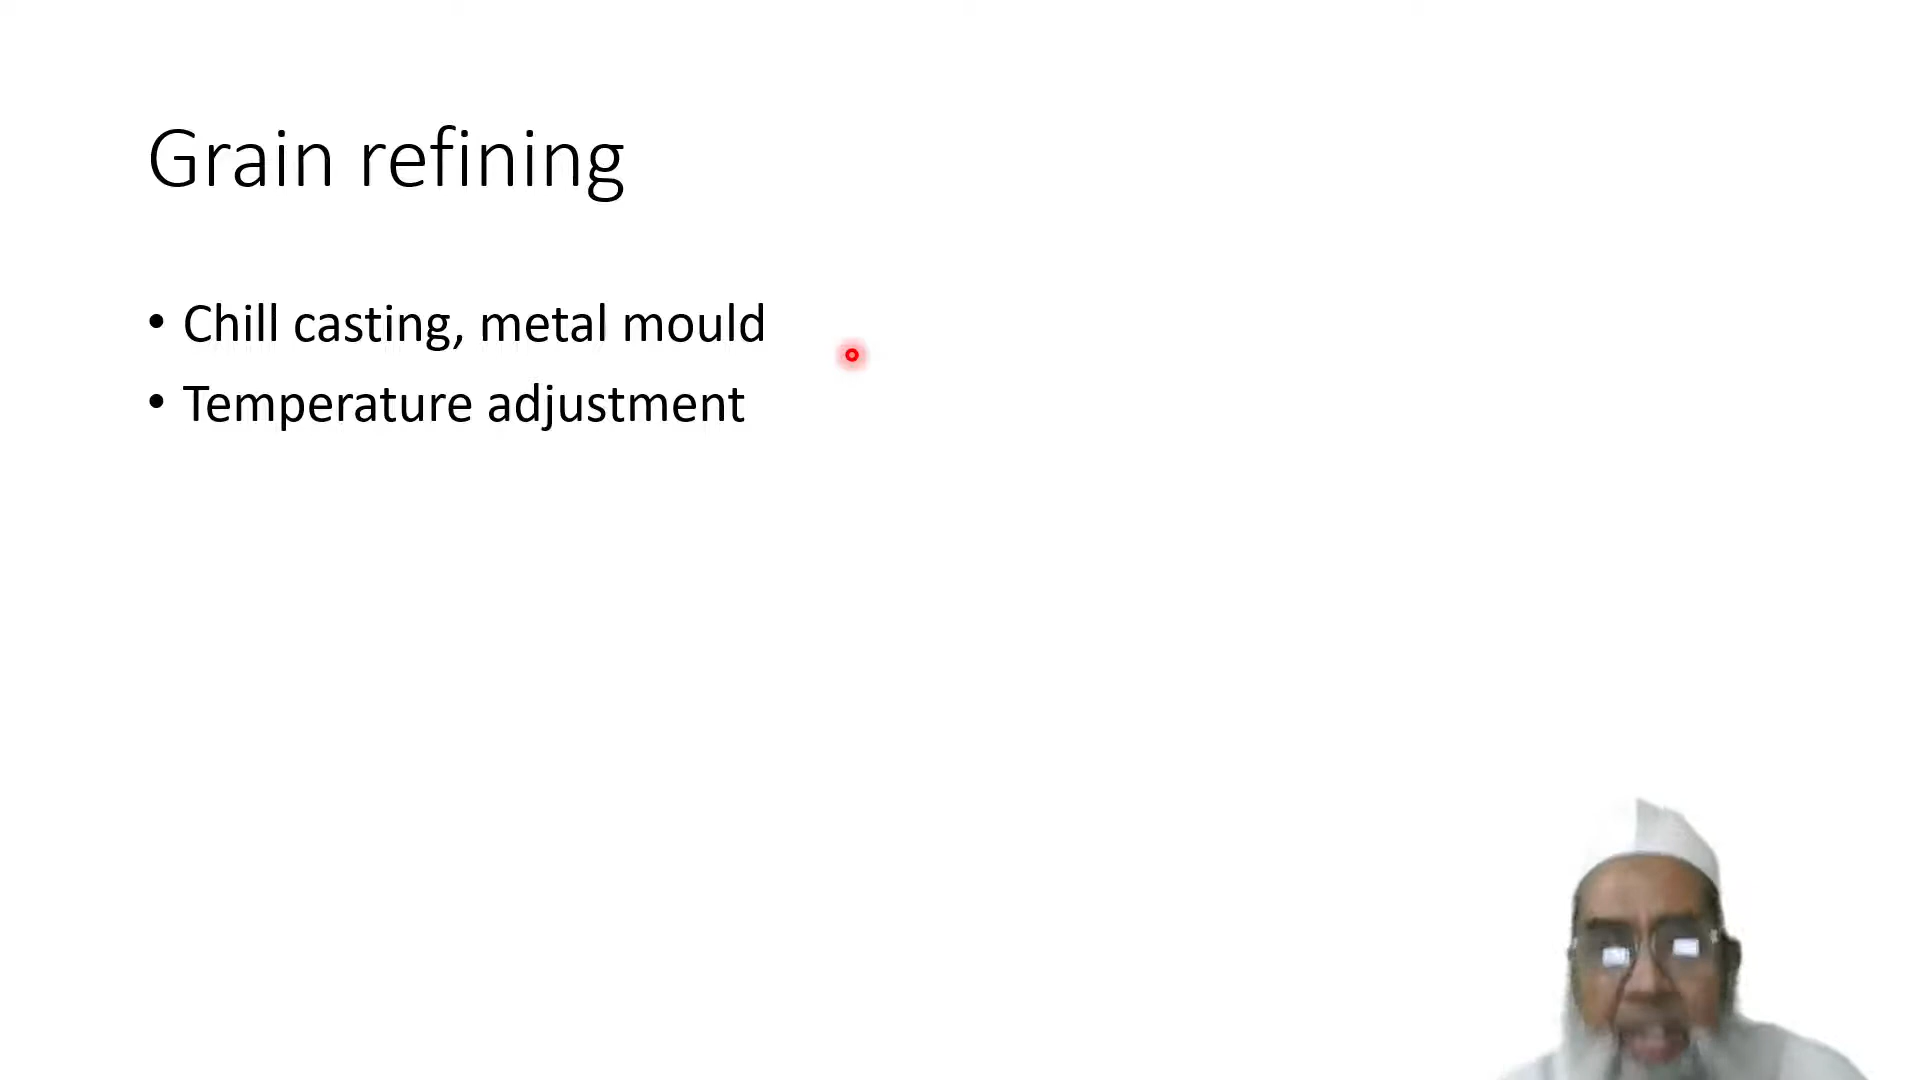 Grain refining
• Chill casting, metal mould
• Temperature adjustment